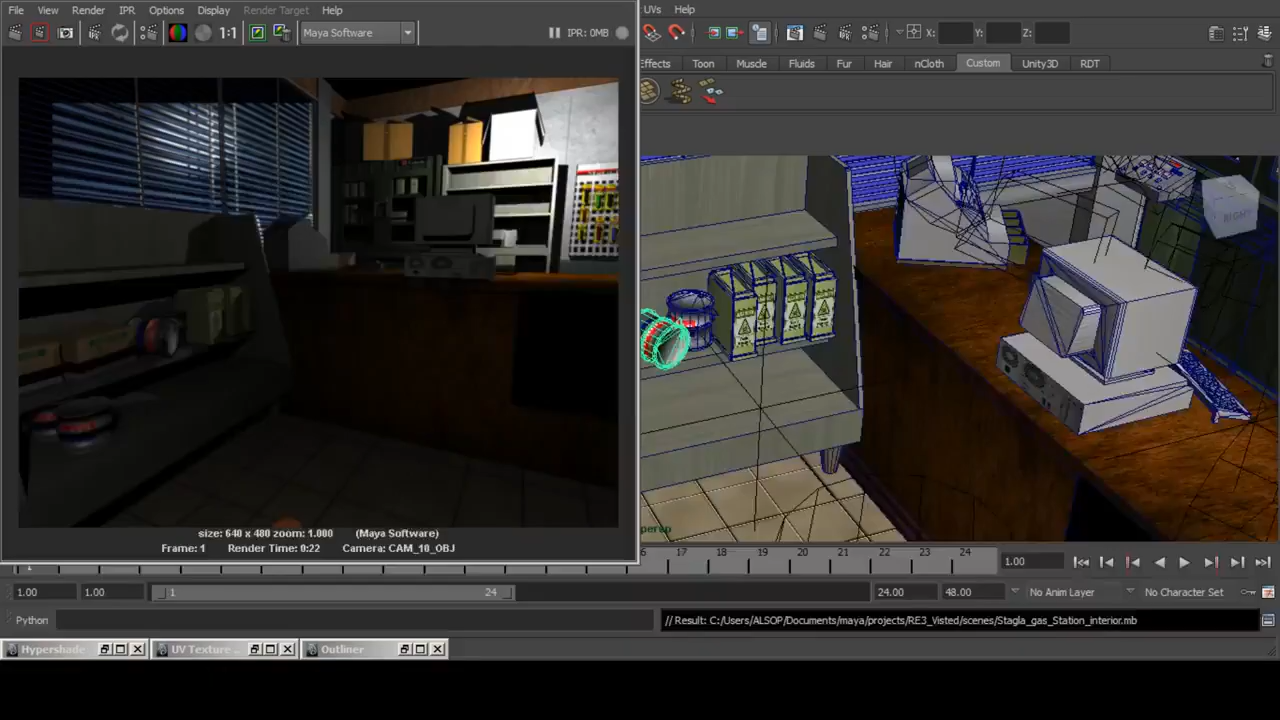 File View Render IPR Options Display Render Target Help
UVs Help
1:1 Maya Software IPR: 0MB
X: Y: Z:
Effects Toon Muscle Fluids Fur Hair nCloth Custom Unity3D RDT
size: 640 x 480 zoom: 1.000 (Maya Software)
Frame: 1 Render Time: 0:22 Camera: CAM_10_OBJ
persp
1 16 17 18 19 20 21 22 23 24 1.00
1.00 1.00 1 24 24.00 48.00 No Anim Layer No Character Set
Python // Result: C:/Users/ALSOP/Documents/maya/projects/RE3_Visted/scenes/Stagla_gas_Station_interior.mb
Hypershade UV Texture ... Outliner